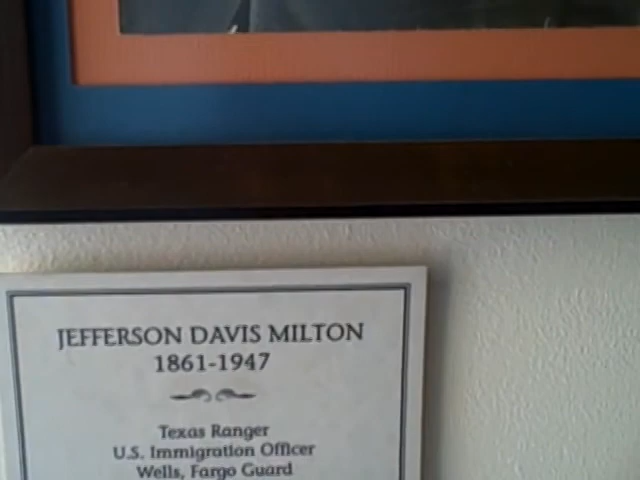 JEFFERSON DAVIS MILTON
1861-1947
Texas Ranger
U.S. Immigration Officer
Wells, Fargo Guard